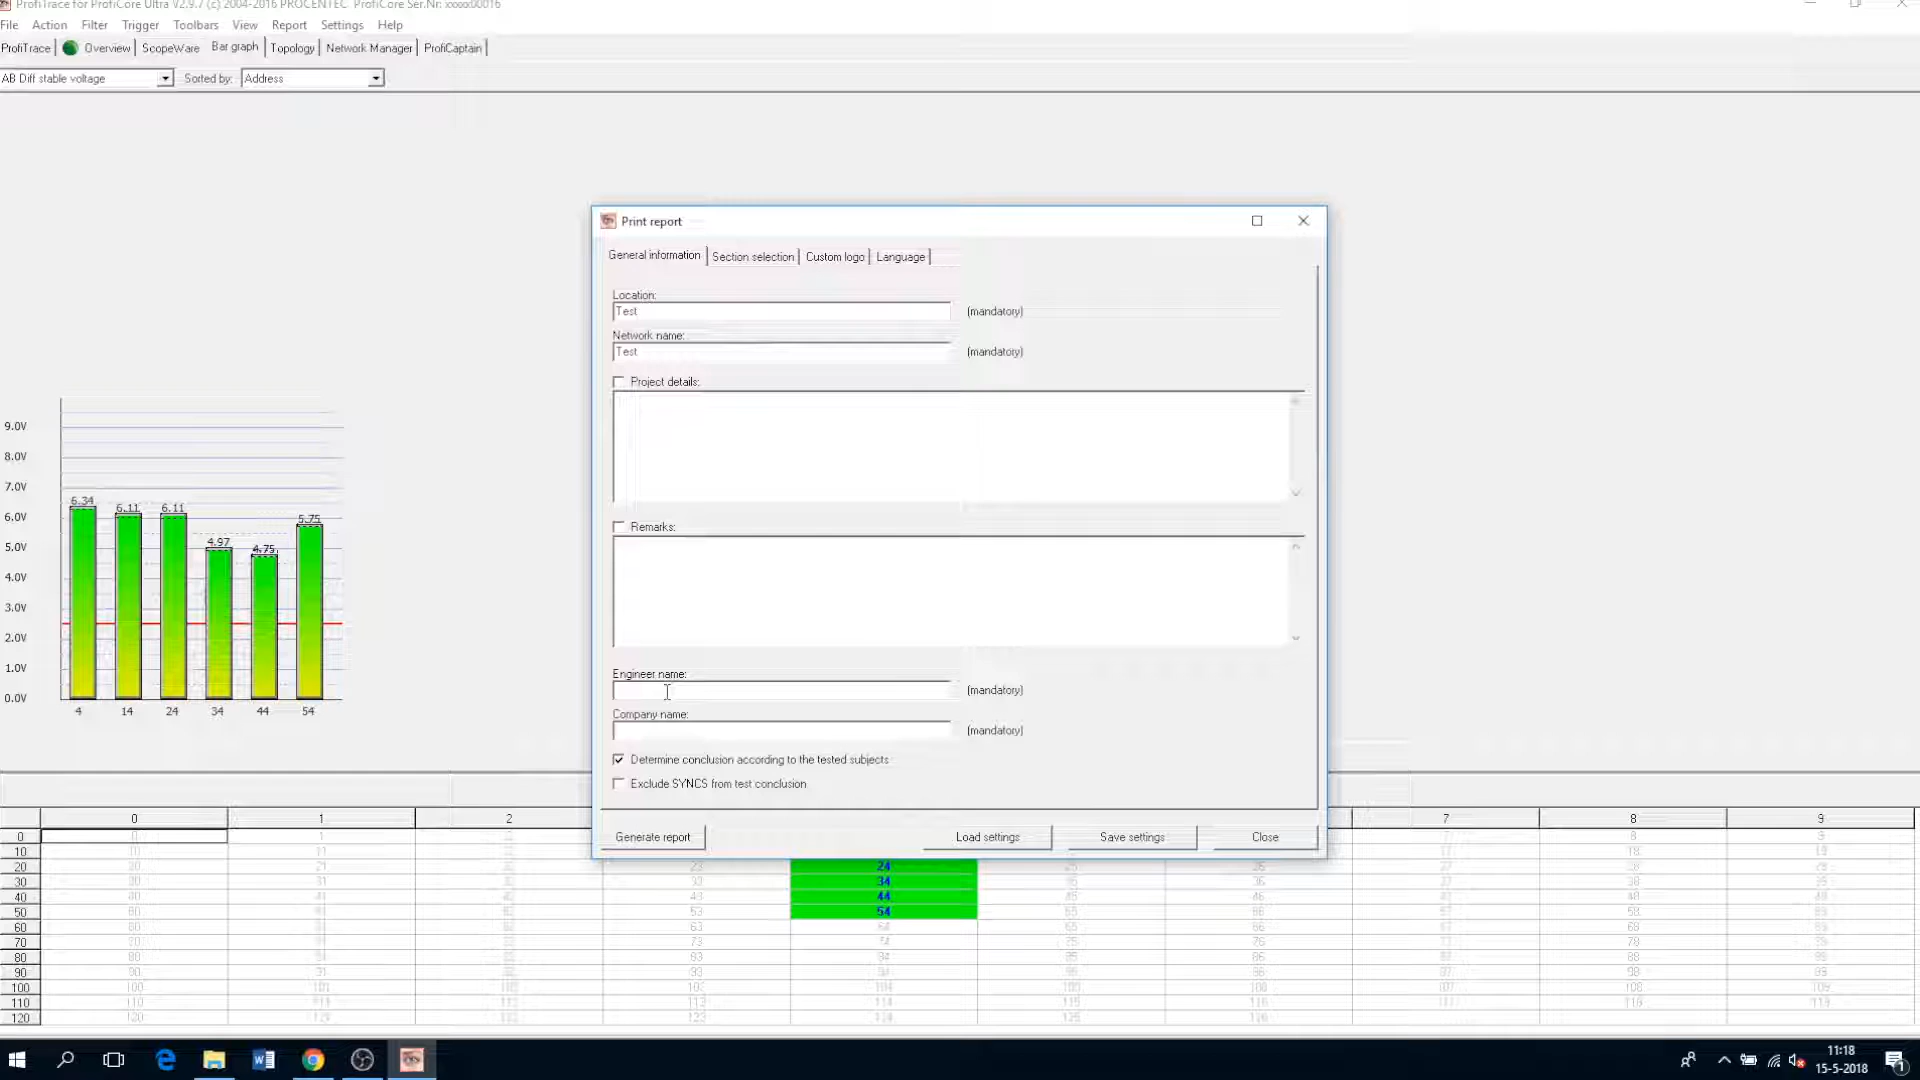 ProfiTrace for ProfiCore Ultra V2.9.7 (c) 2004-2016 PROCENTEC. ProfiCore Ser.Nr: xxxxx00016
File Action Filter Trigger Toolbars View Report Settings Help
ProfiTrace Overview ScopeWare Bar graph Topology Network Manager ProfiCaptain
AB Diff stable voltage Sorted by: Address
Print report
General information Section selection Custom logo Language
Location:
Test (mandatory)
Network name:
Test (mandatory)
Project details:
Remarks:
Engineer name:
(mandatory)
Company name:
(mandatory)
Determine conclusion according to the tested subjects
Exclude SYNCS from test conclusion
Generate report Load settings Save settings Close
9.0V
8.0V
7.0V
6.0V
5.0V
4.0V
3.0V
2.0V
1.0V
0.0V
6.34 6.11 6.11 4.97 4.75 5.75
4 14 24 34 44 54
0 1 2 7 8 9
0
10
20 24
30 34
40 44
50 54
60
70
80
90
100
110
120
11:18
15-5-2018